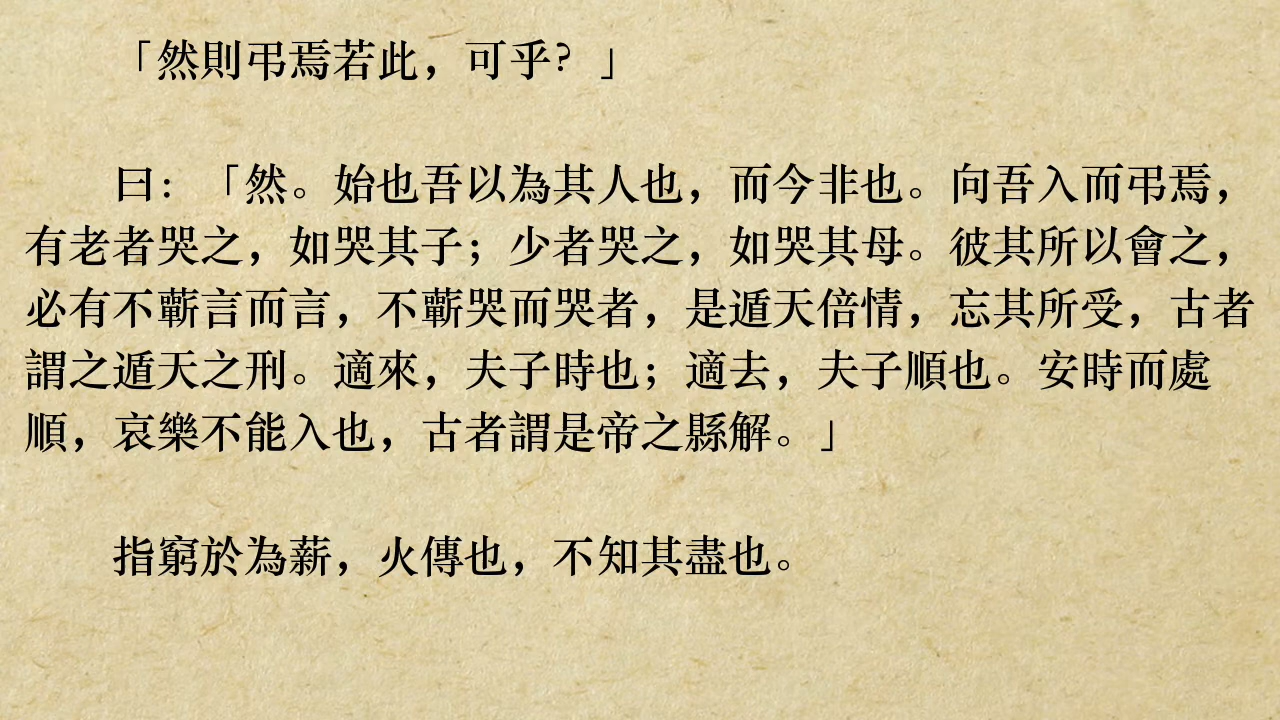 「然則弔焉若此，可乎？」
曰：「然。始也吾以為其人也，而今非也。向吾入而弔焉，
有老者哭之，如哭其子；少者哭之，如哭其母。彼其所以會之，
必有不蘄言而言，不蘄哭而哭者，是遁天倍情，忘其所受，古者
謂之遁天之刑。適來，夫子時也；適去，夫子順也。安時而處
順，哀樂不能入也，古者謂是帝之縣解。」
指窮於為薪，火傳也，不知其盡也。